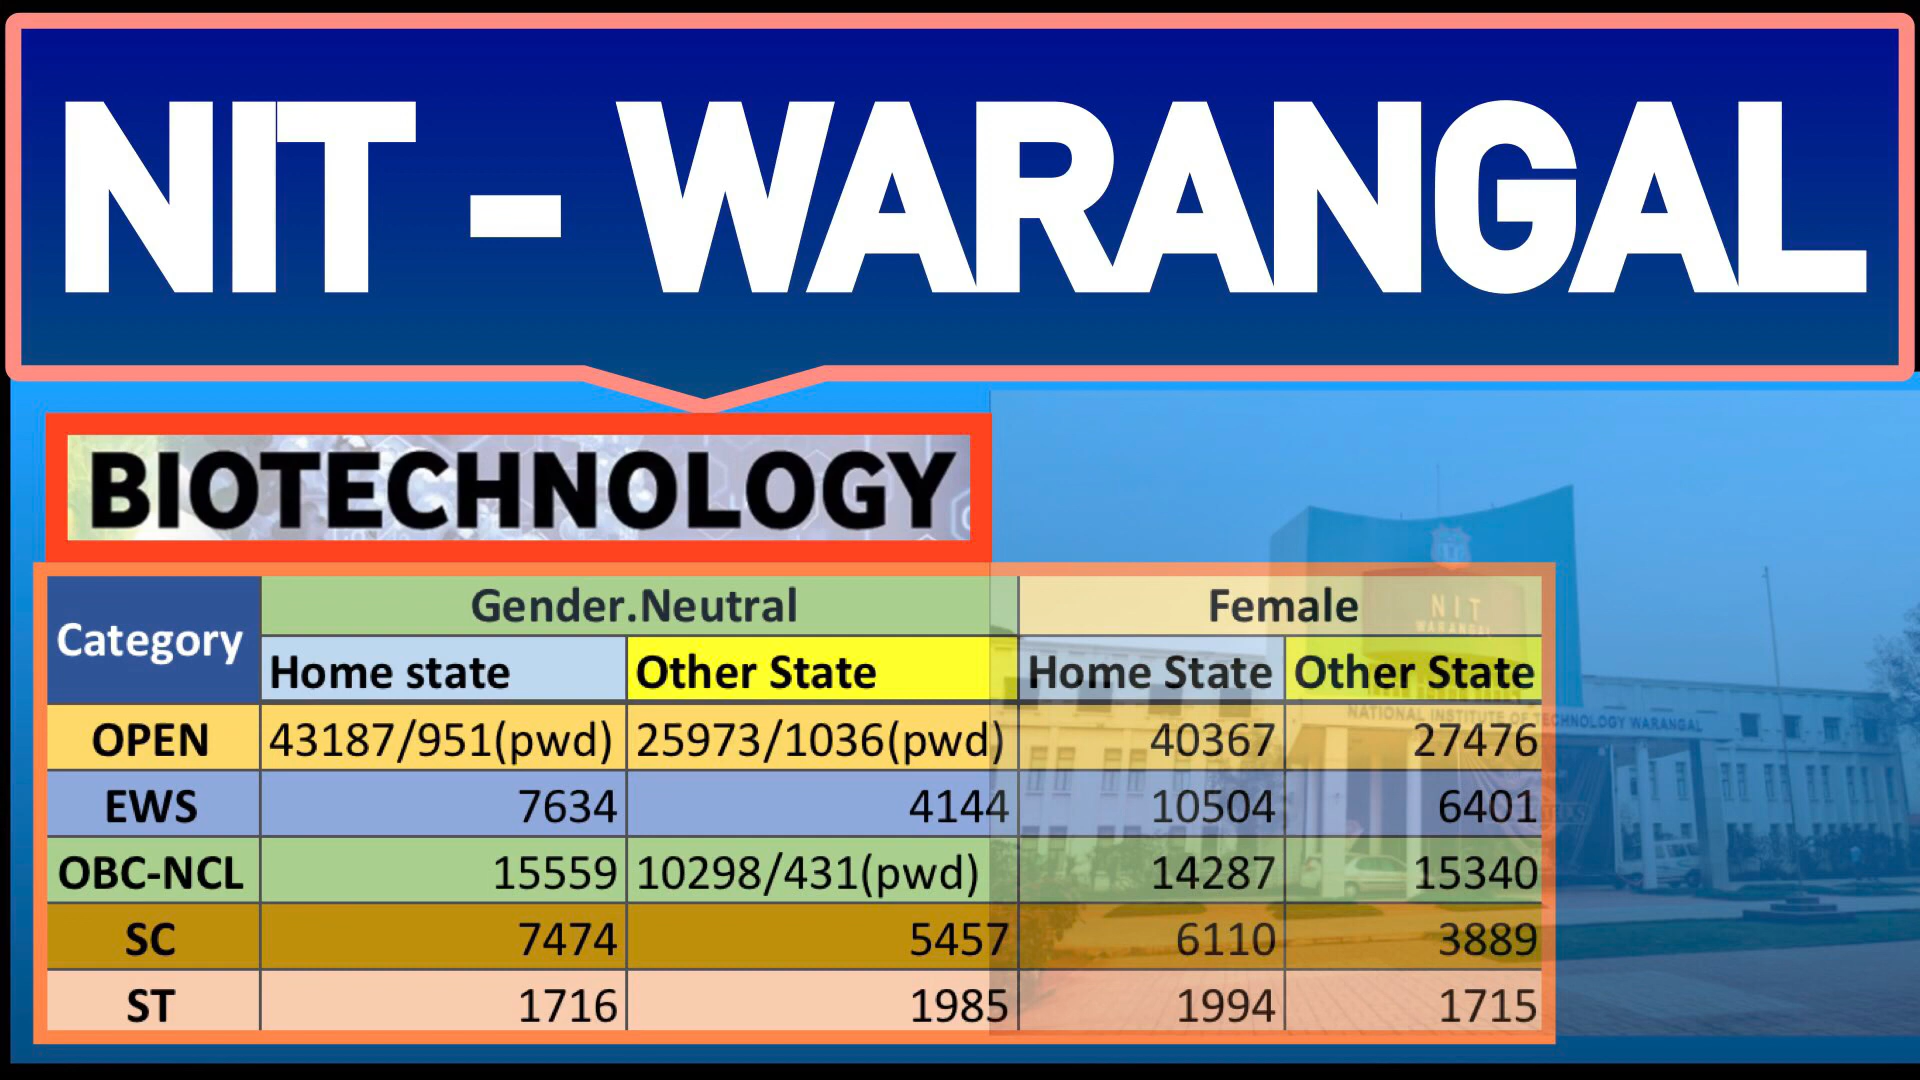 NIT - WARANGAL
BIOTECHNOLOGY
Category Gender.Neutral Female
Home state Other State Home State Other State
OPEN 43187/951(pwd) 25973/1036(pwd) 40367 27476
EWS 7634 4144 10504 6401
OBC-NCL 15559 10298/431(pwd) 14287 15340
SC 7474 5457 6110 3889
ST 1716 1985 1994 1715
NIT
WARANGAL
NATIONAL INSTITUTE OF TECHNOLOGY WARANGAL